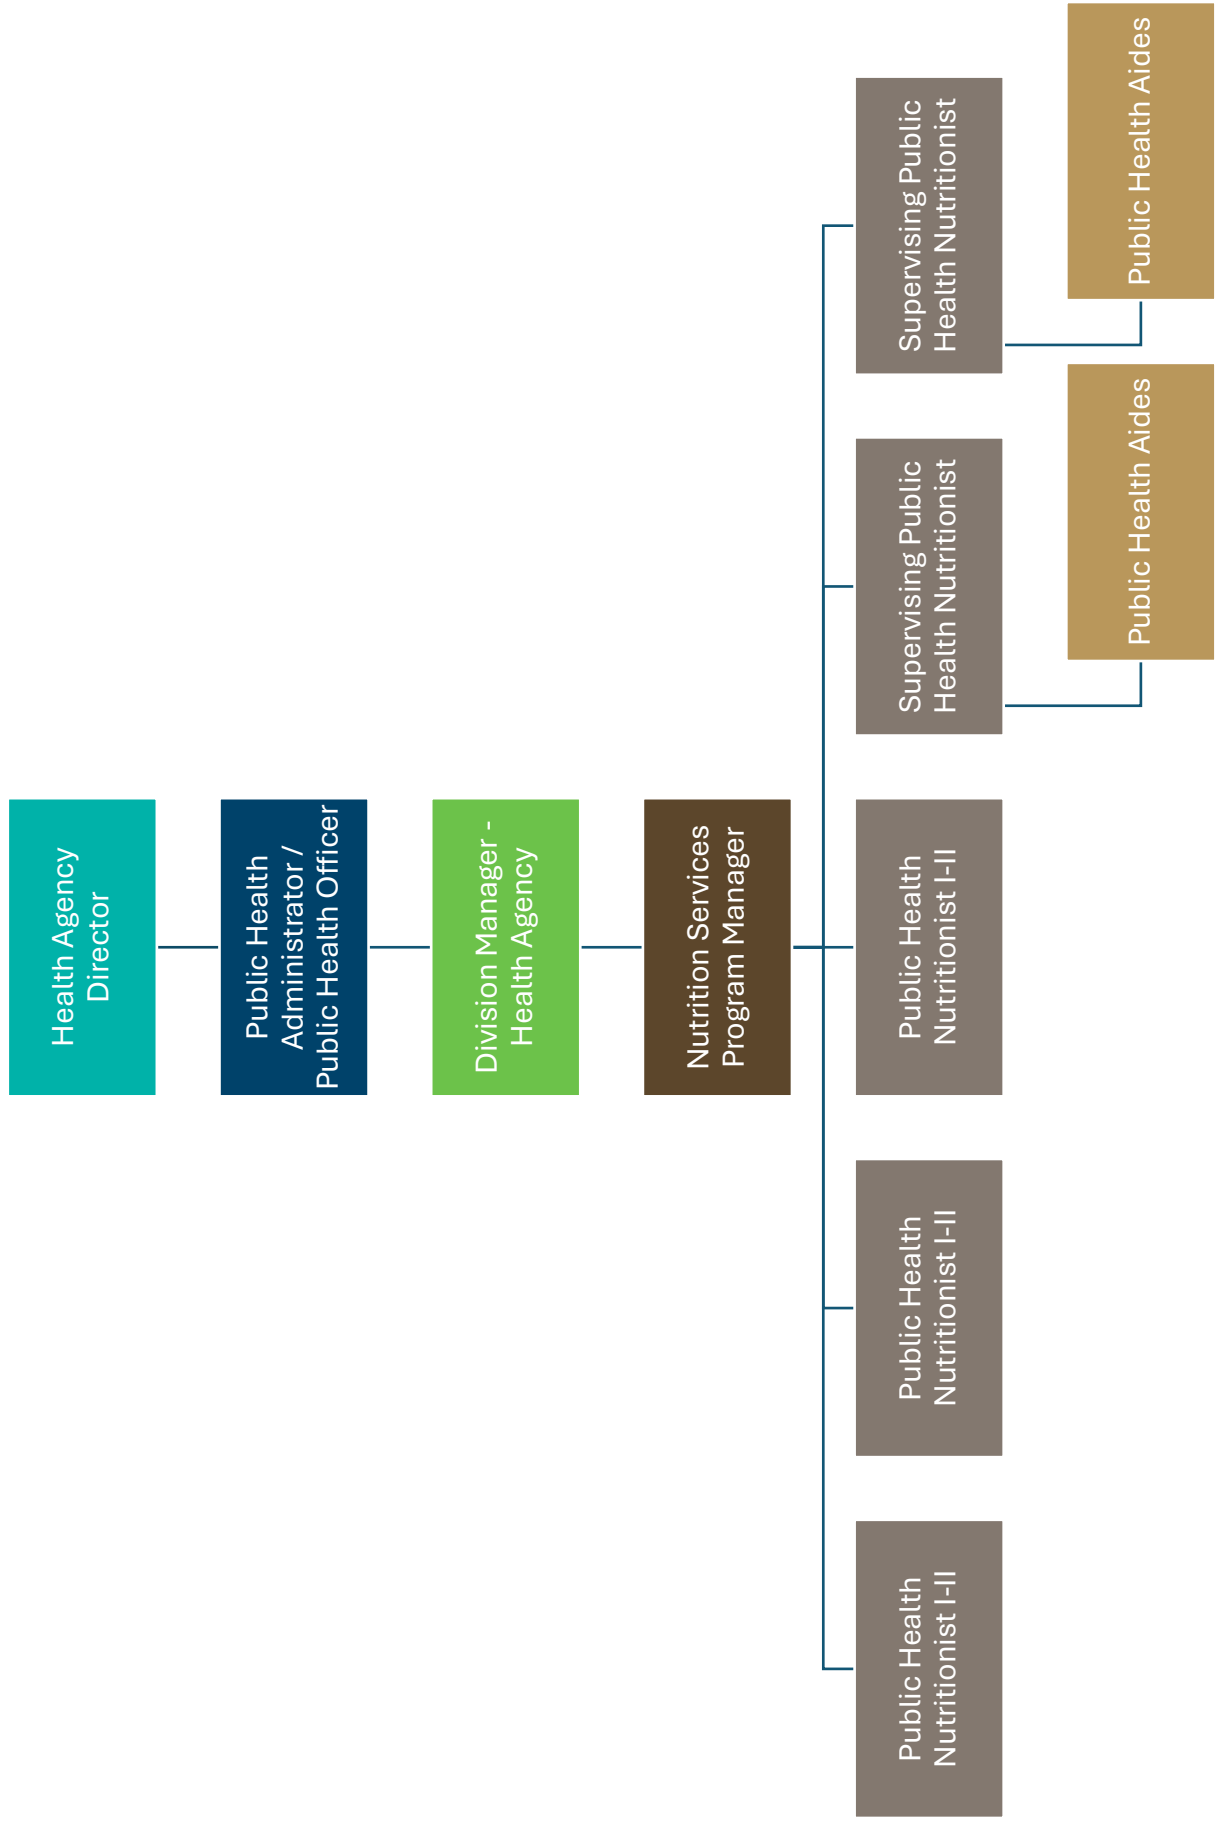 Health Agency
Director
Public Health
Administrator /
Public Health Officer
Division Manager -
Health Agency
Nutrition Services
Program Manager
Public Health
Nutritionist I-II
Public Health
Nutritionist I-II
Public Health
Nutritionist I-II
Supervising Public
Health Nutritionist
Public Health Aides
Supervising Public
Health Nutritionist
Public Health Aides